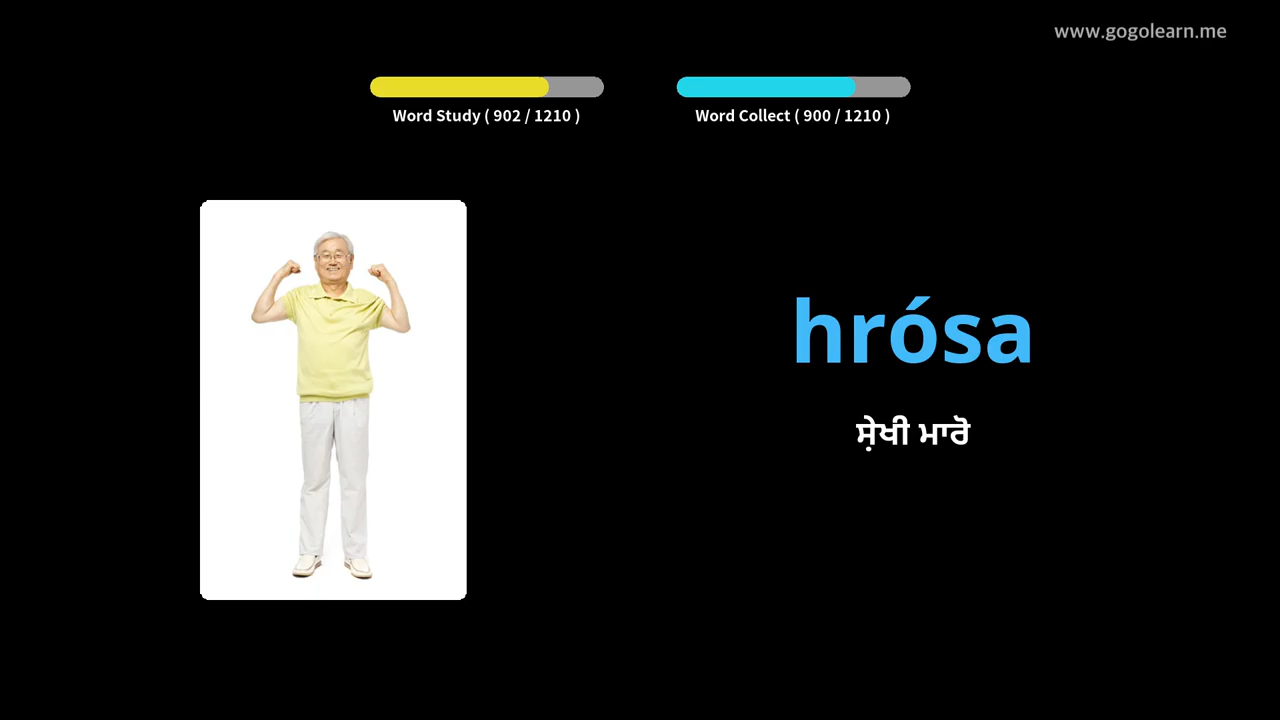 www.gogolearn.me
Word Study ( 902 / 1210 )
Word Collect ( 900 / 1210 )
hrósa
ਸ਼ੇਖੀ ਮਾਰੋ